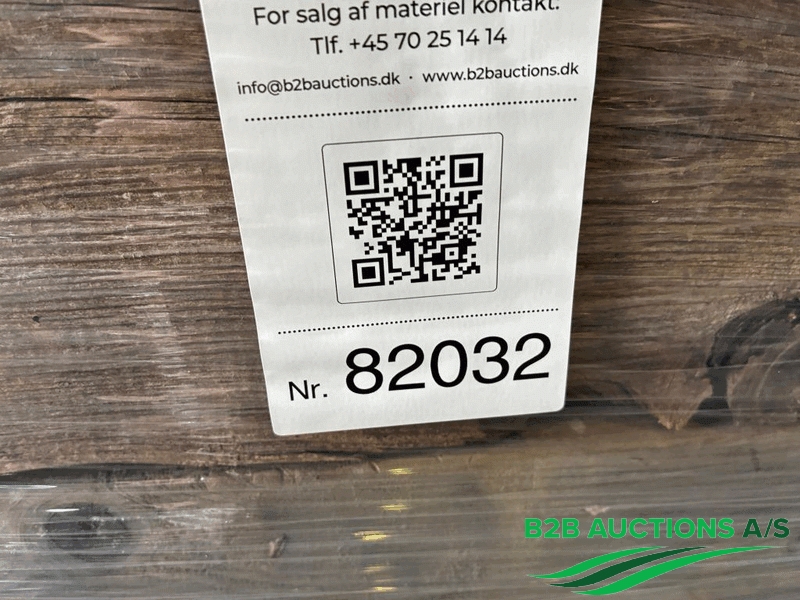 For salg af materiel kontakt.
Tlf. +45 70 25 14 14
info@b2bauctions.dk · www.b2bauctions.dk
Nr. 82032
B2B AUCTIONS A/S